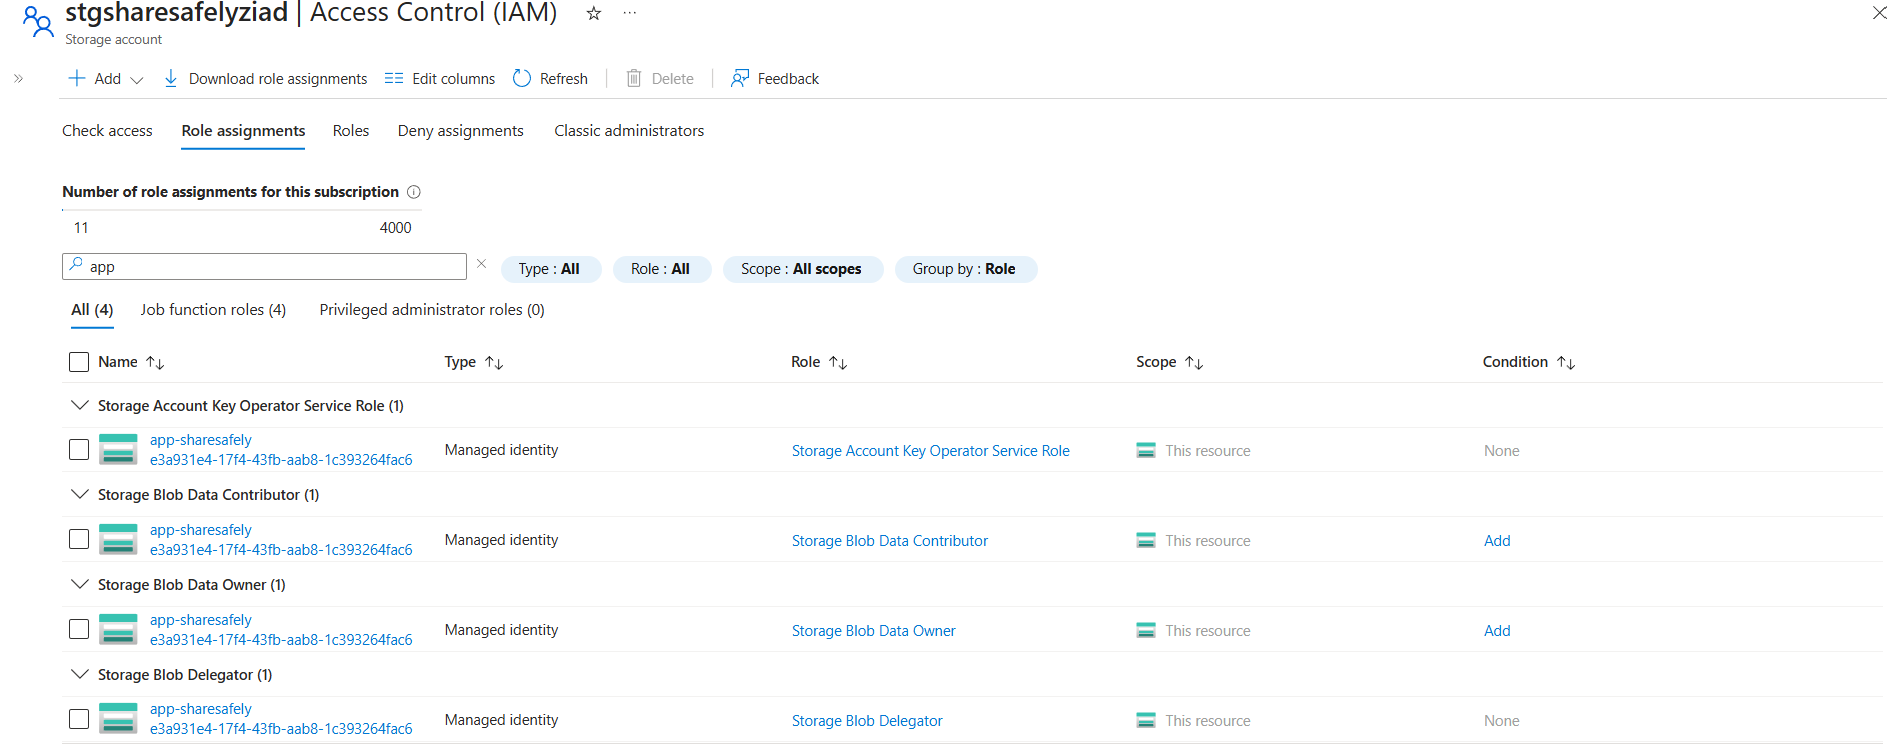 stgsharesafelyziad | Access Control (IAM)
Storage account
Add
Download role assignments
Edit columns
Refresh
Delete
Feedback
Check access
Role assignments
Roles
Deny assignments
Classic administrators
Number of role assignments for this subscription
11
4000
app
Type : All
Role : All
Scope : All scopes
Group by : Role
All (4)
Job function roles (4)
Privileged administrator roles (0)
Name
Type
Role
Scope
Condition
Storage Account Key Operator Service Role (1)
app-sharesafely
e3a931e4-17f4-43fb-aab8-1c393264fac6
Managed identity
Storage Account Key Operator Service Role
This resource
None
Storage Blob Data Contributor (1)
app-sharesafely
e3a931e4-17f4-43fb-aab8-1c393264fac6
Managed identity
Storage Blob Data Contributor
This resource
Add
Storage Blob Data Owner (1)
app-sharesafely
e3a931e4-17f4-43fb-aab8-1c393264fac6
Managed identity
Storage Blob Data Owner
This resource
Add
Storage Blob Delegator (1)
app-sharesafely
e3a931e4-17f4-43fb-aab8-1c393264fac6
Managed identity
Storage Blob Delegator
This resource
None